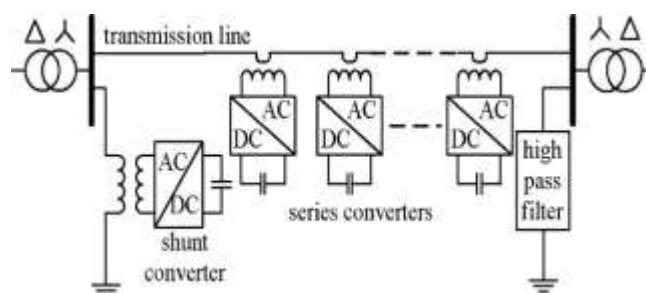 transmission line
AC
DC
AC
DC
AC
DC
AC
DC
high
pass
filter
series converters
shunt
converter